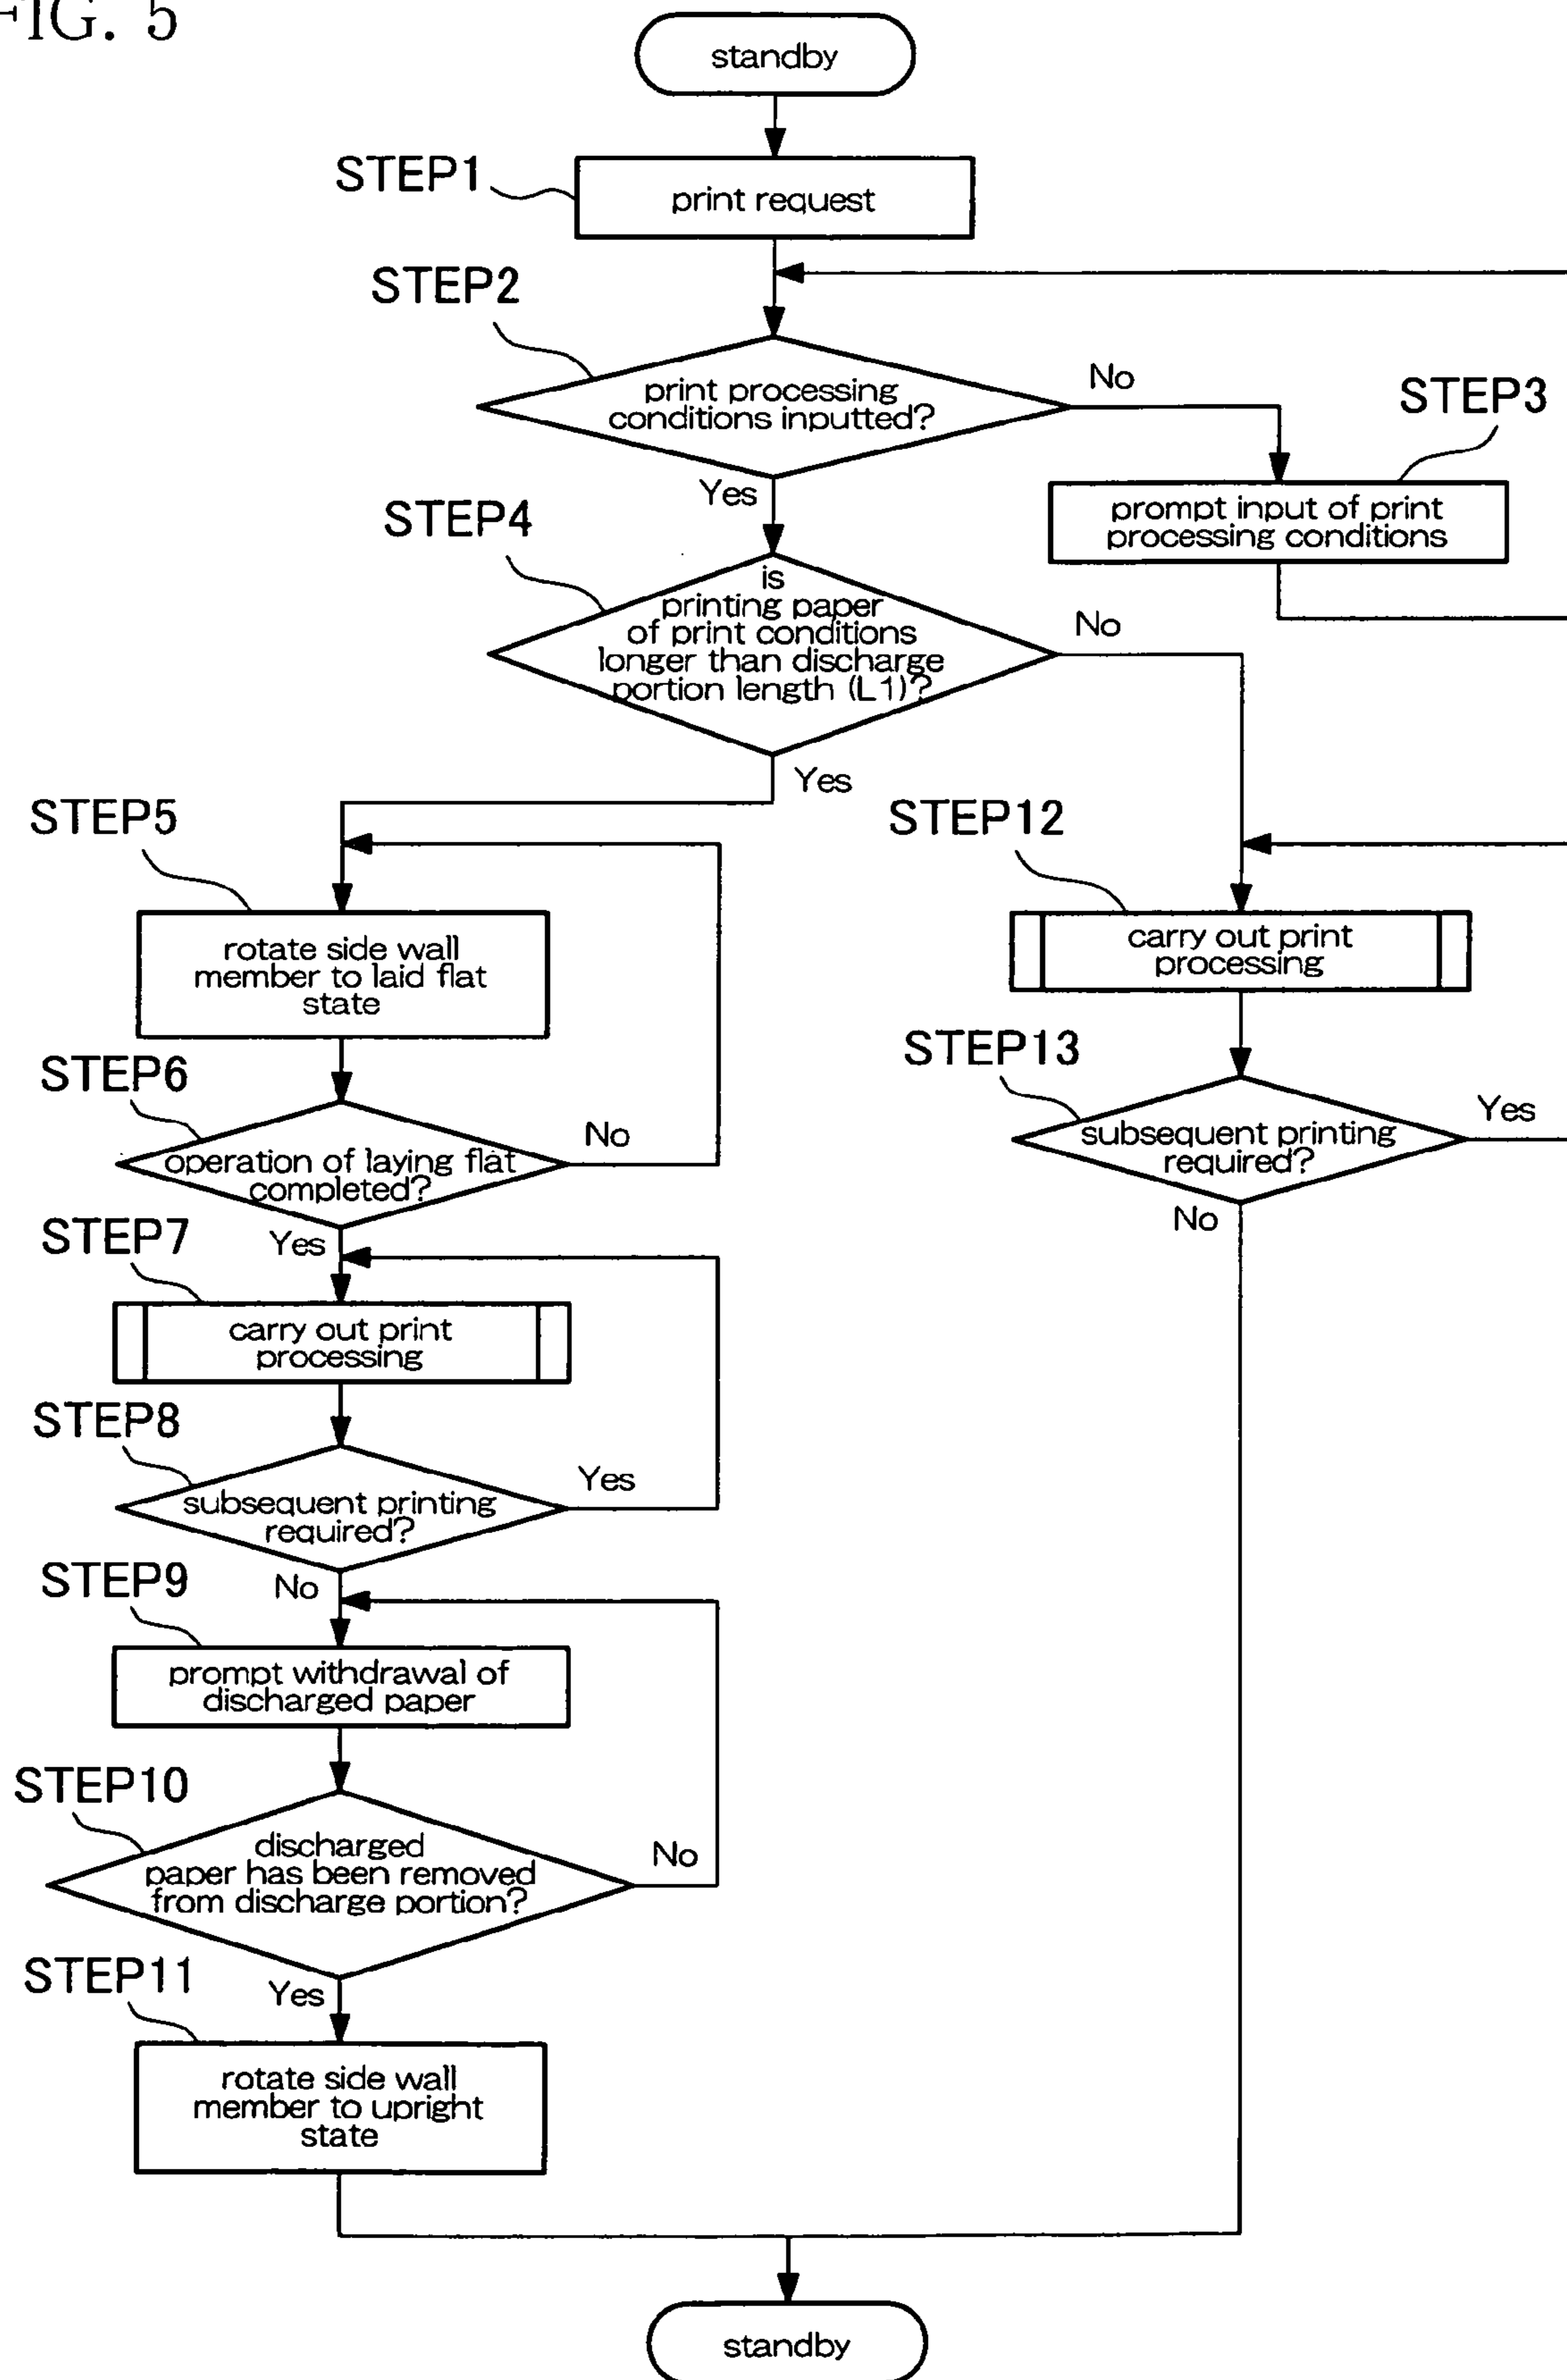 FIG. 5
standby
STEP1
print request
STEP2
print processing
conditions inputted?
No
Yes
STEP3
prompt input of print
processing conditions
STEP4
is
printing paper
of print conditions
longer than discharge
portion length (L1)?
No
Yes
STEP5
rotate side wall
member to laid flat
state
STEP6
operation of laying flat
completed?
No
Yes
STEP7
carry out print
processing
STEP8
subsequent printing
required?
Yes
No
STEP9
prompt withdrawal of
discharged paper
STEP10
discharged
paper has been removed
from discharge portion?
No
Yes
STEP11
rotate side wall
member to upright
state
STEP12
carry out print
processing
STEP13
subsequent printing
required?
Yes
No
standby